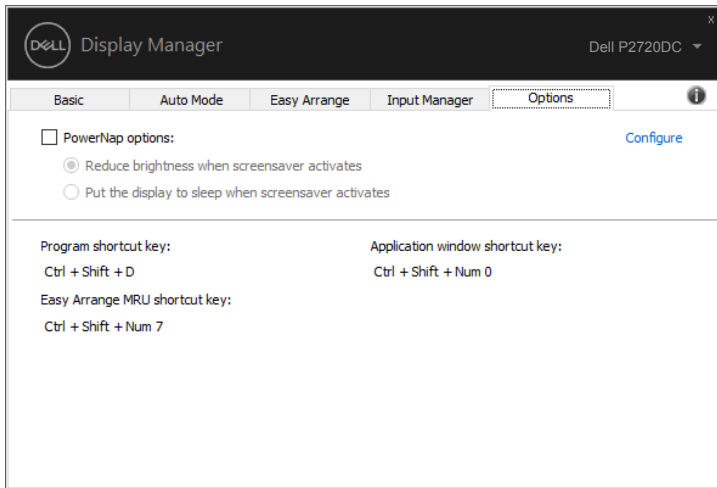 x
DELL Display Manager
Dell P2720DC
Basic Auto Mode Easy Arrange Input Manager Options i
PowerNap options: Configure
Reduce brightness when screensaver activates
Put the display to sleep when screensaver activates
Program shortcut key: Application window shortcut key:
Ctrl + Shift + D Ctrl + Shift + Num 0
Easy Arrange MRU shortcut key:
Ctrl + Shift + Num 7